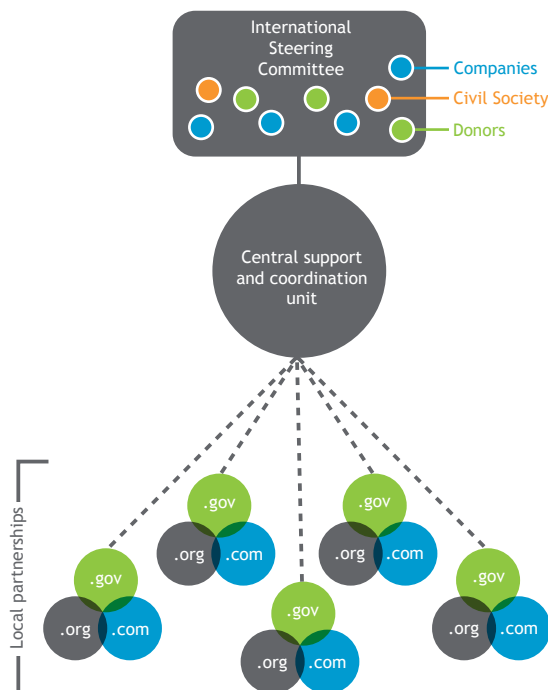 International
Steering
Committee
Companies
Civil Society
Donors
Central support
and coordination
unit
Local partnerships
.gov
.org .com
.gov
.org .com
.gov
.org .com
.gov
.org .com
.gov
.org .com